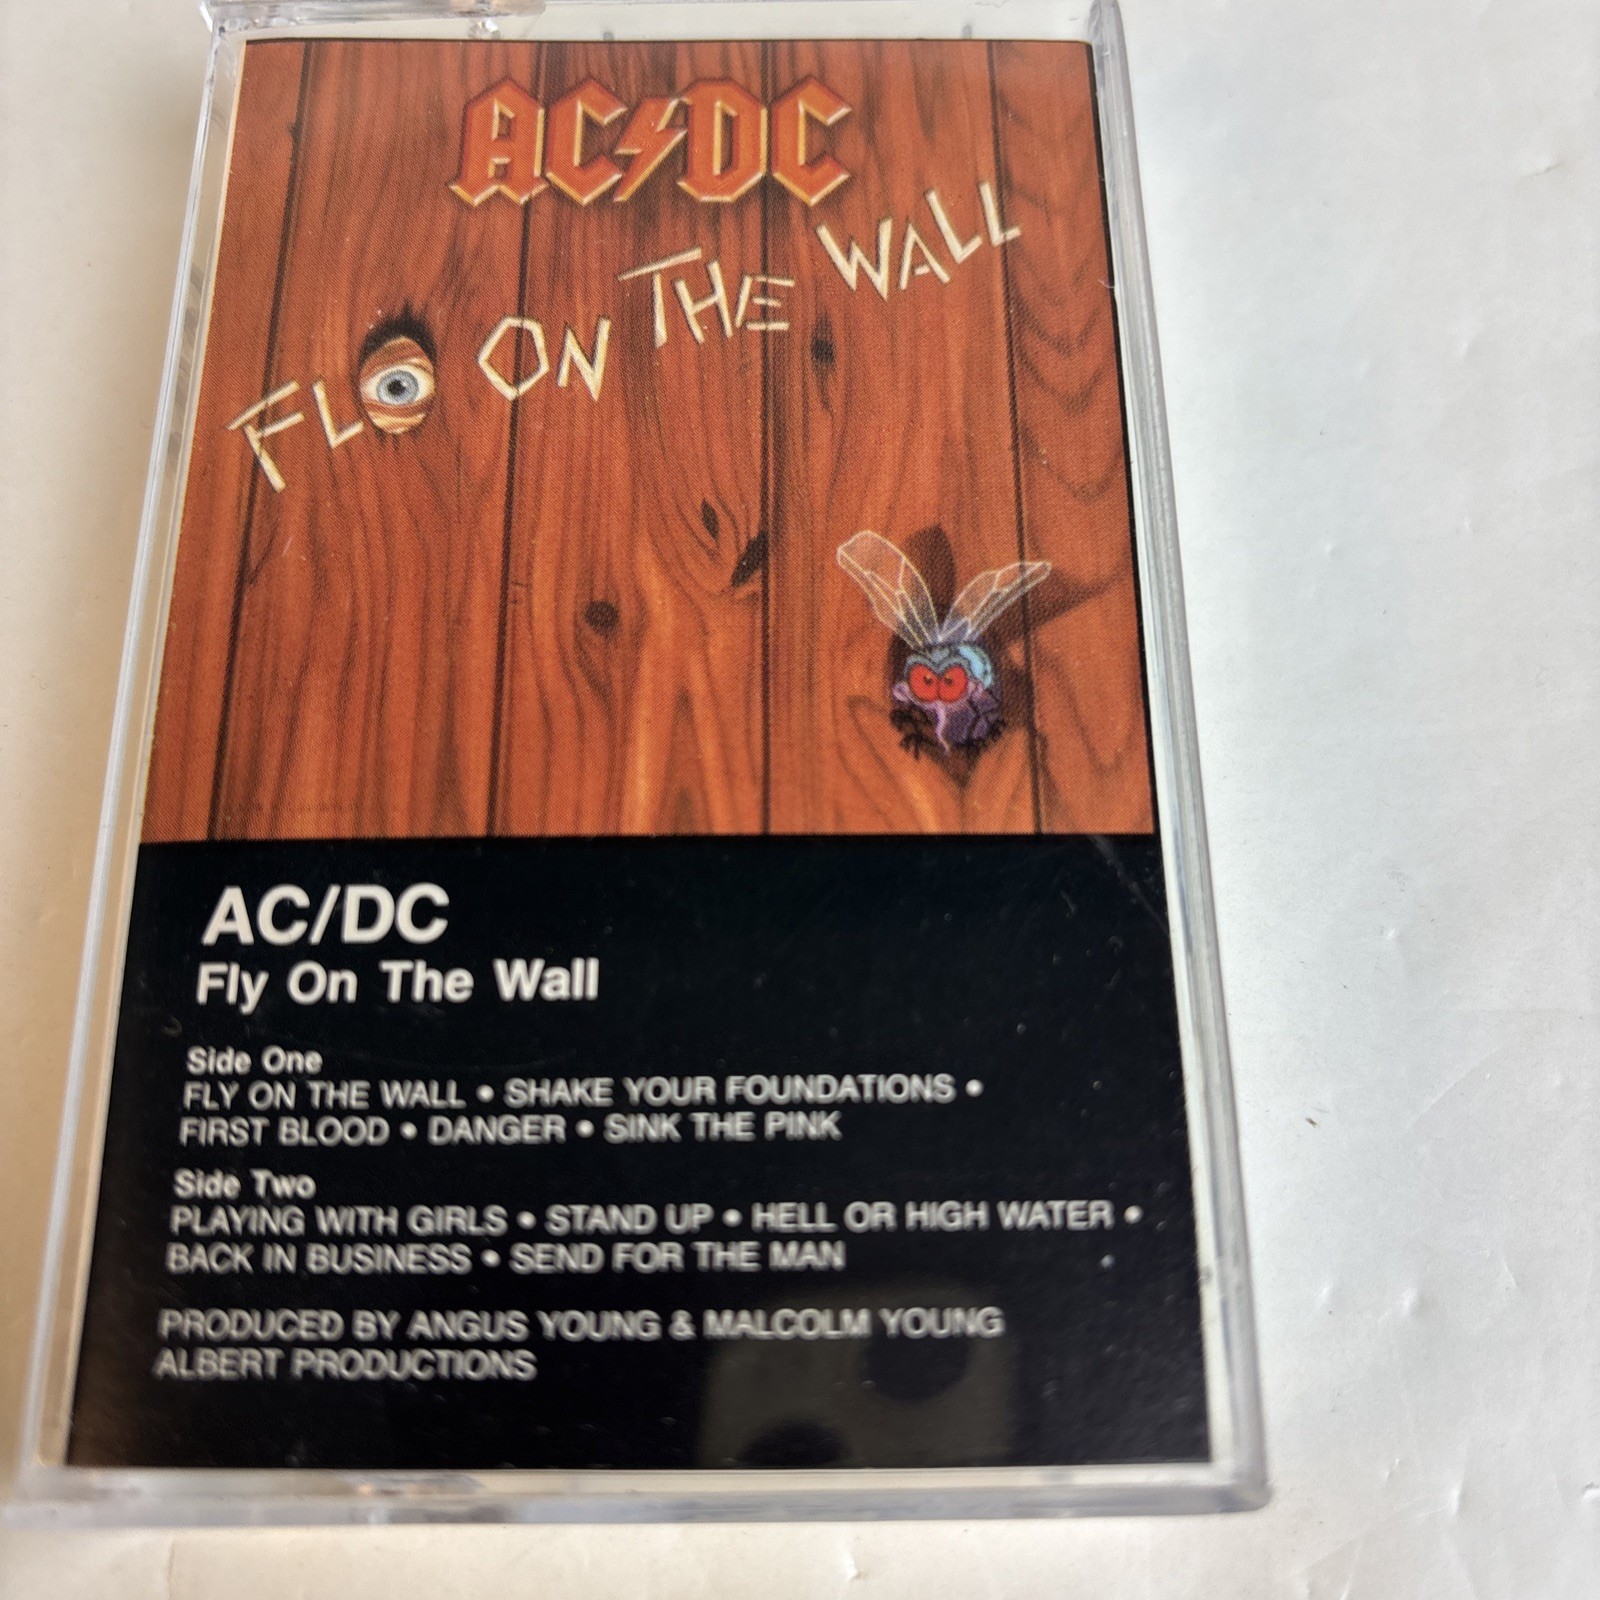 AC/DC
FLY ON THE WALL
AC/DC
Fly On The Wall
Side One
FLY ON THE WALL • SHAKE YOUR FOUNDATIONS •
FIRST BLOOD • DANGER • SINK THE PINK
Side Two
PLAYING WITH GIRLS • STAND UP • HELL OR HIGH WATER •
BACK IN BUSINESS • SEND FOR THE MAN
PRODUCED BY ANGUS YOUNG & MALCOLM YOUNG
ALBERT PRODUCTIONS